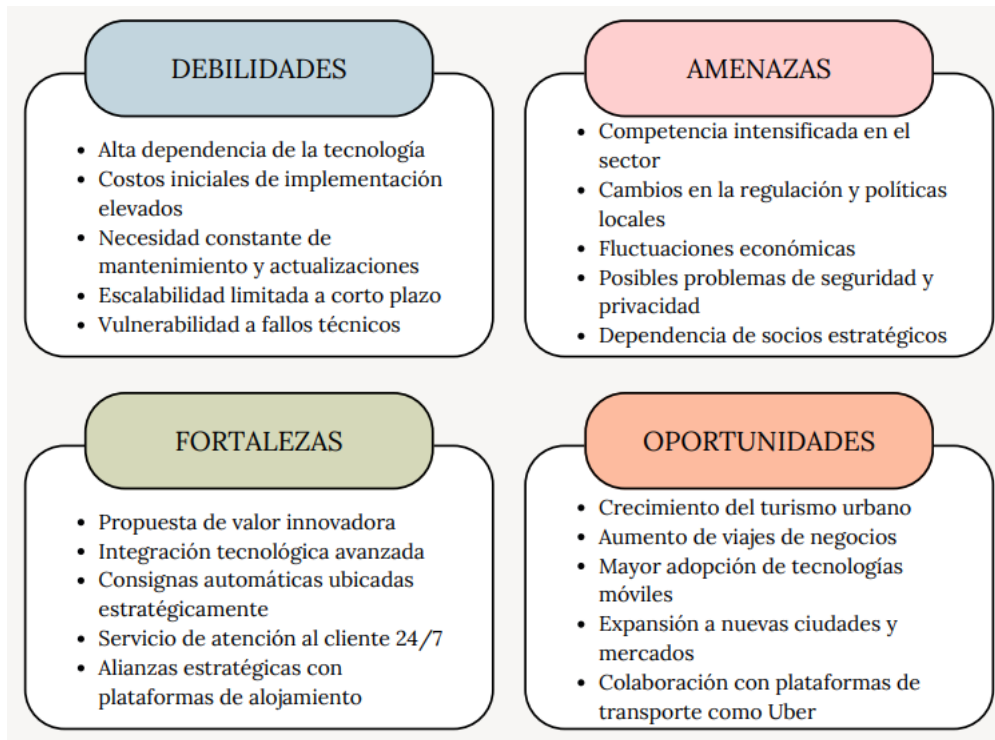 DEBILIDADES
• Alta dependencia de la tecnología
• Costos iniciales de implementación
elevados
• Necesidad constante de
mantenimiento y actualizaciones
• Escalabilidad limitada a corto plazo
• Vulnerabilidad a fallos técnicos
AMENAZAS
• Competencia intensificada en el
sector
• Cambios en la regulación y políticas
locales
• Fluctuaciones económicas
• Posibles problemas de seguridad y
privacidad
• Dependencia de socios estratégicos
FORTALEZAS
• Propuesta de valor innovadora
• Integración tecnológica avanzada
• Consignas automáticas ubicadas
estratégicamente
• Servicio de atención al cliente 24/7
• Alianzas estratégicas con
plataformas de alojamiento
OPORTUNIDADES
• Crecimiento del turismo urbano
• Aumento de viajes de negocios
• Mayor adopción de tecnologías
móviles
• Expansión a nuevas ciudades y
mercados
• Colaboración con plataformas de
transporte como Uber